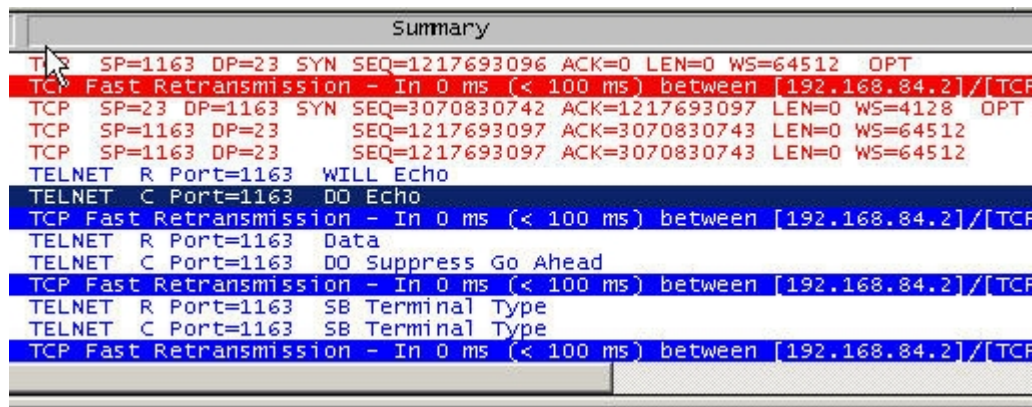 Summary
TCP SP=1163 DP=23 SYN SEQ=1217693096 ACK=0 LEN=0 WS=64512 OPT
TCP Fast Retransmission - In 0 ms (< 100 ms) between [192.168.84.2]/[TCP
TCP SP=23 DP=1163 SYN SEQ=3070830742 ACK=1217693097 LEN=0 WS=4128 OPT
TCP SP=1163 DP=23 SEQ=1217693097 ACK=3070830743 LEN=0 WS=64512
TCP SP=1163 DP=23 SEQ=1217693097 ACK=3070830743 LEN=0 WS=64512
TELNET R Port=1163 WILL Echo
TELNET C Port=1163 DO Echo
TCP Fast Retransmission - In 0 ms (< 100 ms) between [192.168.84.2]/[TCP
TELNET R Port=1163 Data
TELNET C Port=1163 DO Suppress Go Ahead
TCP Fast Retransmission - In 0 ms (< 100 ms) between [192.168.84.2]/[TCP
TELNET R Port=1163 SB Terminal Type
TELNET C Port=1163 SB Terminal Type
TCP Fast Retransmission - In 0 ms (< 100 ms) between [192.168.84.2]/[TCP